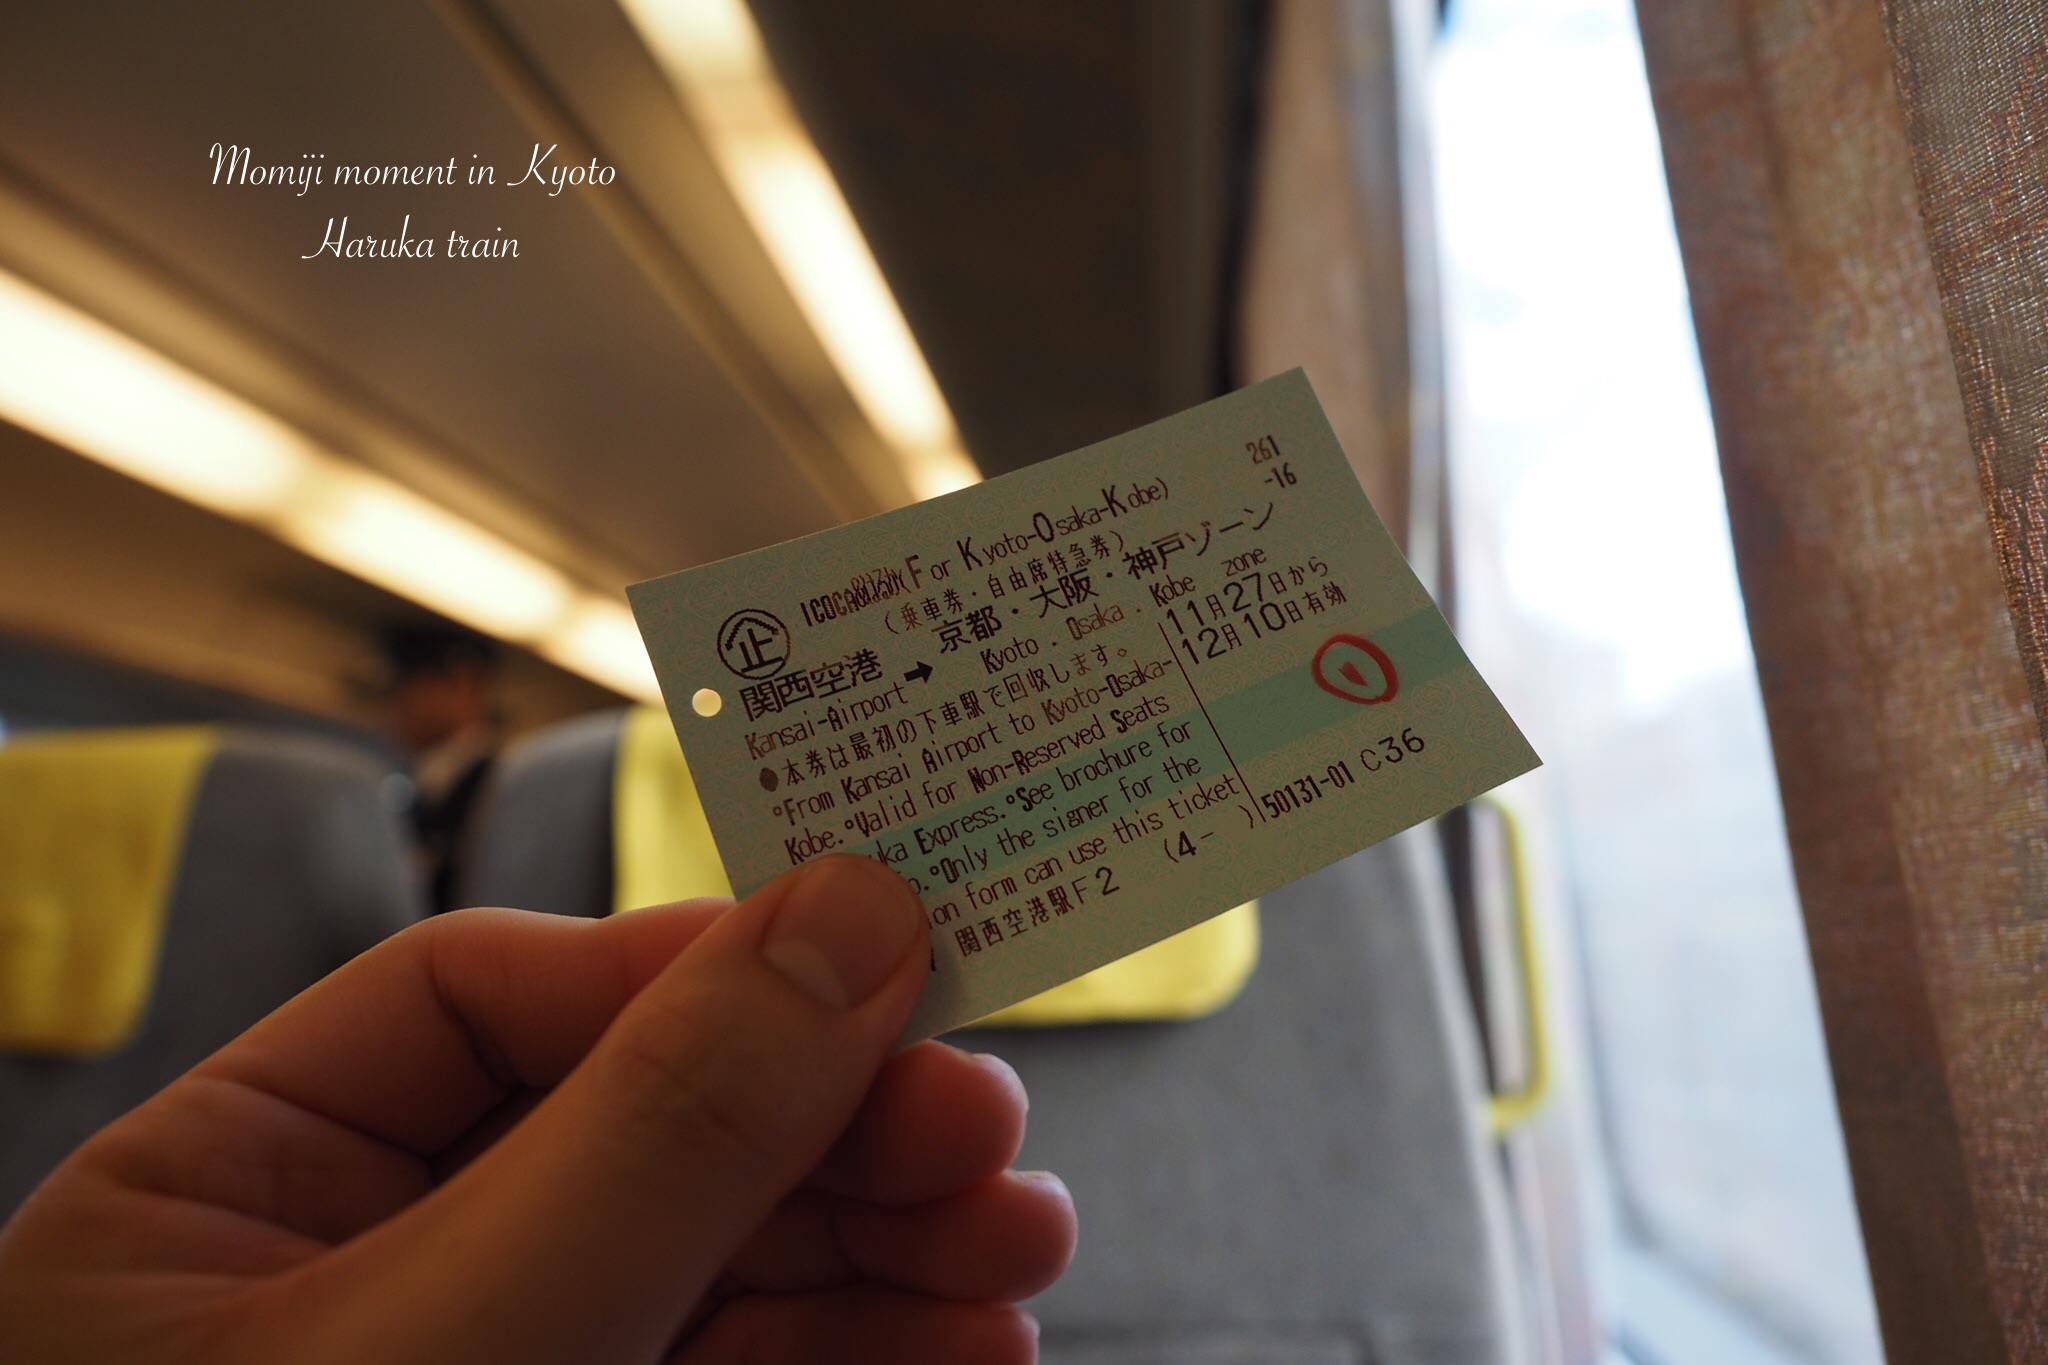 Momiji moment in Kyoto
Haruka train
261
-16
(For Kyoto-Osaka-Kobe)
(乗車券・自由席特急券)
企
関西空港 ➡ 京都・大阪・神戸ゾーン
Kansai-Airport Kyoto . Osaka . Kobe zone
●本券は最初の下車駅で回収します。
11月27日から
12月10日有効
°From Kansai Airport to Kyoto-Osaka-
Kobe.°Valid for Non-Reserved Seats
Express.°See brochure for
°Only the signer for the
form can use this ticket
関西空港駅F2 (4- ) 50131-01 C36